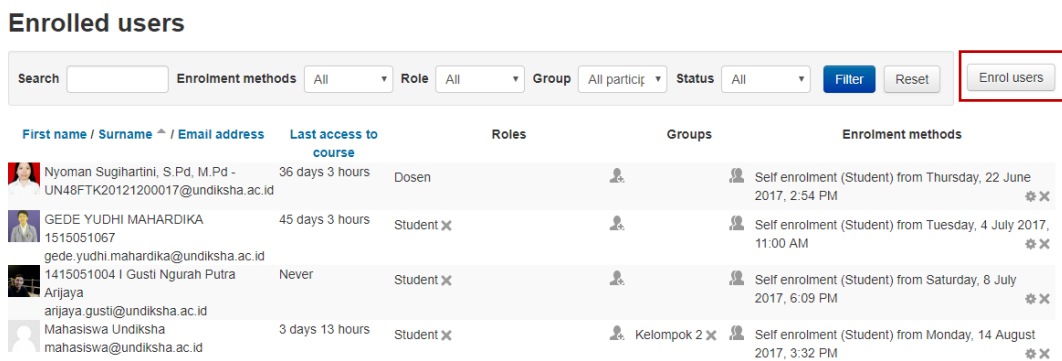 Enrolled users
Search Enrolment methods All Role All Group All particip Status All Filter Reset Enrol users
First name / Surname / Email address Last access to course Roles Groups Enrolment methods
Nyoman Sugihartini, S.Pd, M.Pd - 36 days 3 hours Dosen Self enrolment (Student) from Thursday, 22 June
UN48FTK20121200017@undiksha.ac.id 2017, 2:54 PM
GEDE YUDHI MAHARDIKA 45 days 3 hours Student Self enrolment (Student) from Tuesday, 4 July 2017,
1515051067 11:00 AM
gede.yudhi.mahardika@undiksha.ac.id
1415051004 I Gusti Ngurah Putra Never Student Self enrolment (Student) from Saturday, 8 July
Arijaya 2017, 6:09 PM
arijaya.gusti@undiksha.ac.id
Mahasiswa Undiksha 3 days 13 hours Student Kelompok 2 Self enrolment (Student) from Monday, 14 August
mahasiswa@undiksha.ac.id 2017, 3:32 PM